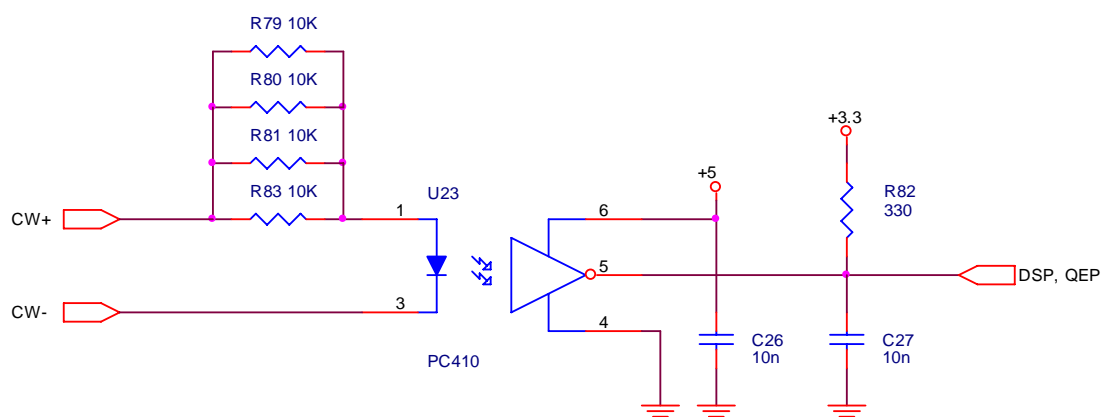 R79 10K
R80 10K
R81 10K
R83 10K
CW+
CW-
1
3
U23
PC410
6
5
4
+5
+3.3
R82
330
DSP, QEP
C26
10n
C27
10n